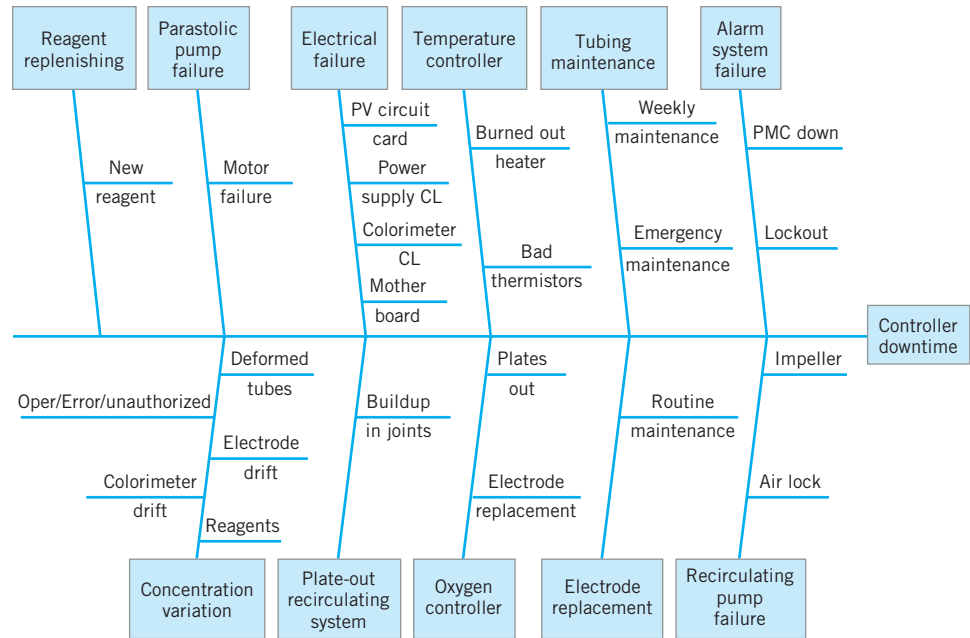 Reagent
replenishing
Parastolic
pump
failure
Electrical
failure
Temperature
controller
Tubing
maintenance
Alarm
system
failure
New
reagent
Motor
failure
PV circuit
card
Power
supply CL
Colorimeter
CL
Mother
board
Burned out
heater
Bad
thermistors
Weekly
maintenance
Emergency
maintenance
PMC down
Lockout
Controller
downtime
Deformed
tubes
Oper/Error/unauthorized
Electrode
drift
Colorimeter
drift
Reagents
Buildup
in joints
Plates
out
Electrode
replacement
Routine
maintenance
Impeller
Air lock
Concentration
variation
Plate-out
recirculating
system
Oxygen
controller
Electrode
replacement
Recirculating
pump
failure